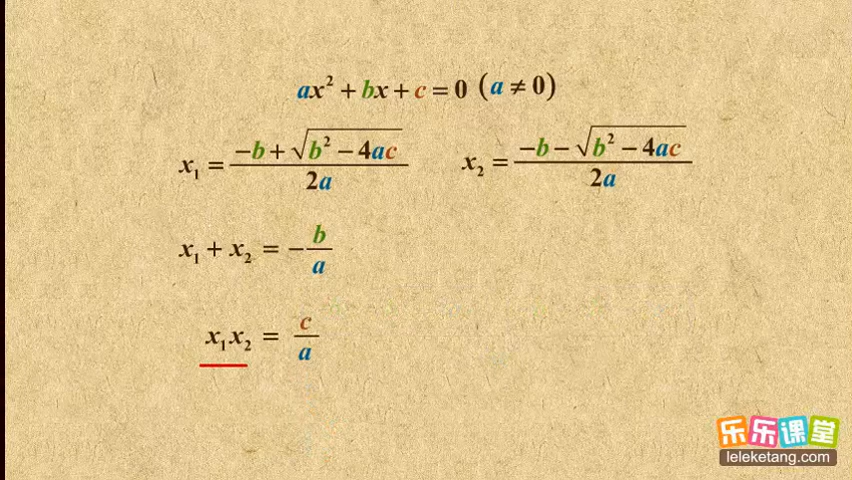 ax² + bx + c = 0 (a ≠ 0)
x₁ = (−b + √(b² − 4ac)) / 2a  x₂ = (−b − √(b² − 4ac)) / 2a
x₁ + x₂ = − b/a
x₁x₂ = c/a
乐乐课堂
leleketang.com